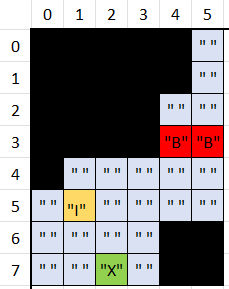 0 1 2 3 4 5
0 " "
1 " "
2 " " " "
3 "B" "B"
4 " " " " " " " " " "
5 " " "I" " " " " " " " "
6 " " " " " " " "
7 " " " " "X" " "